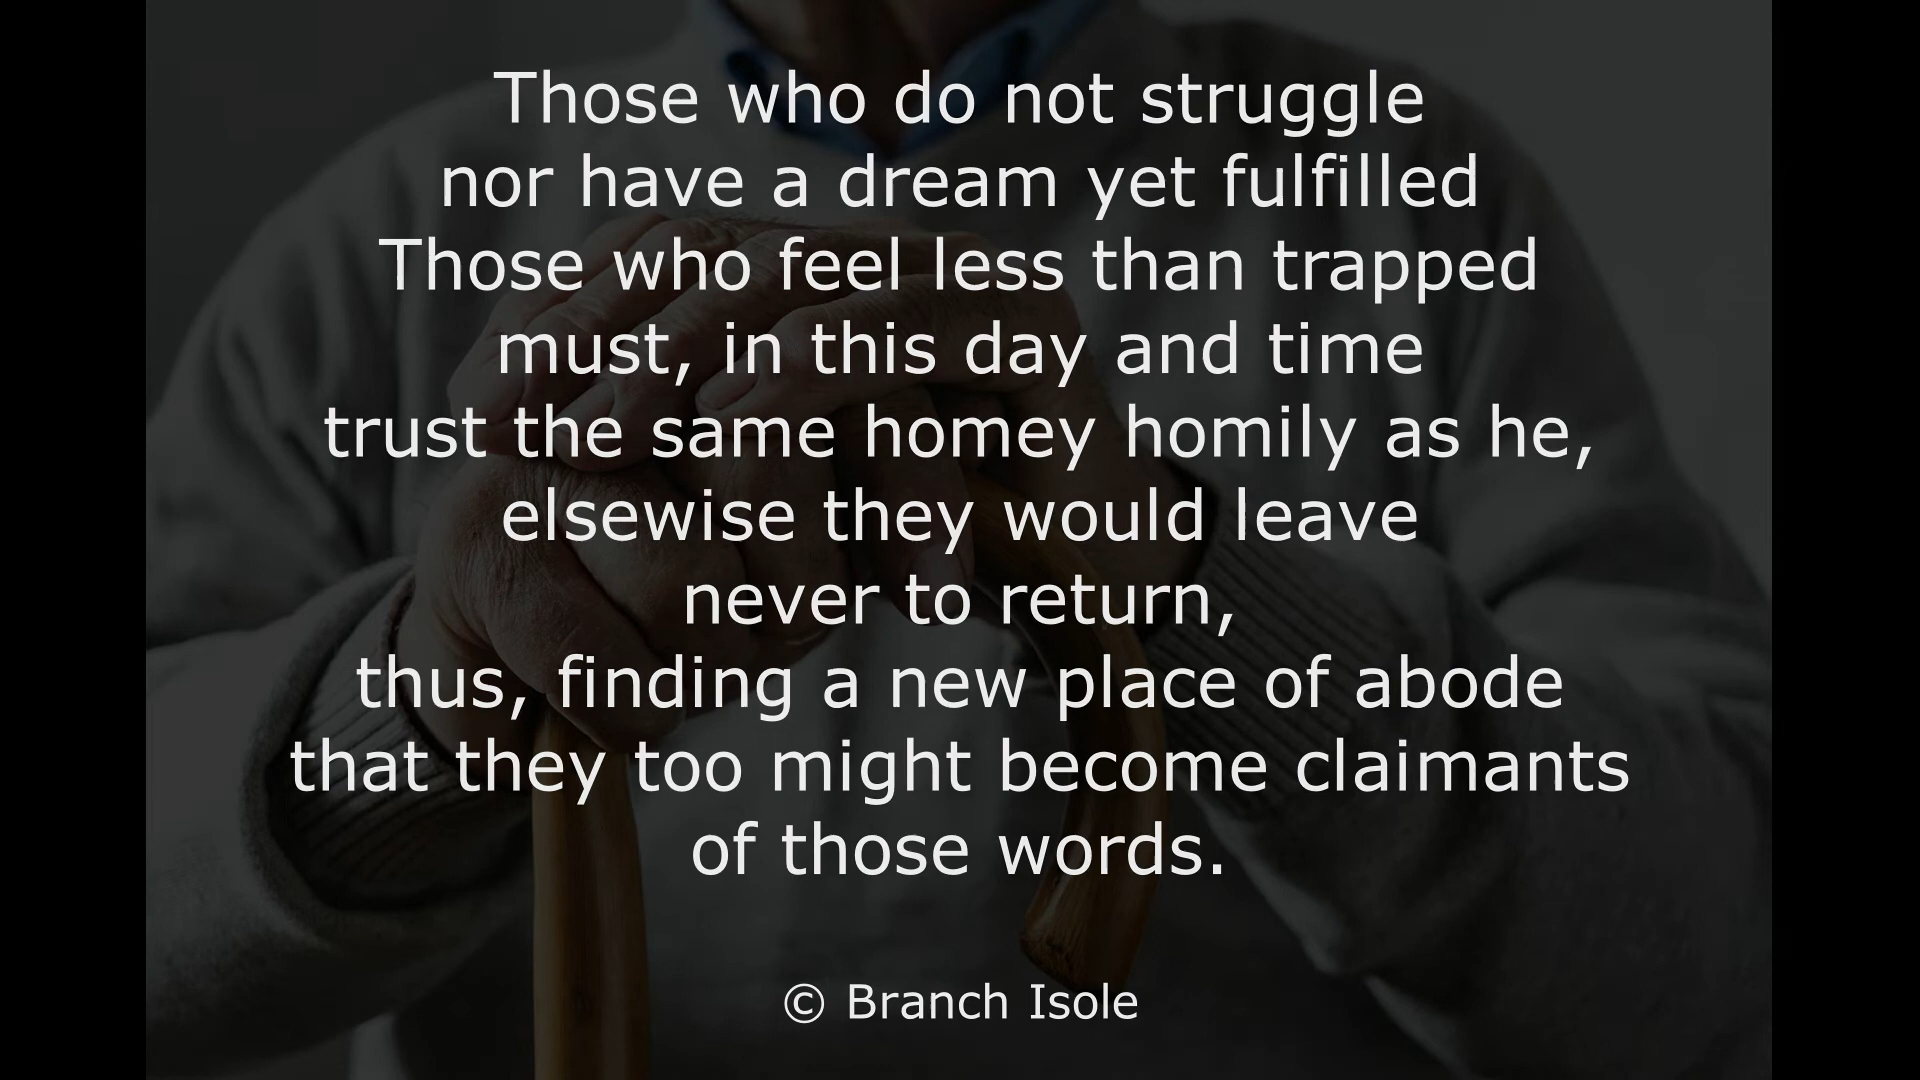 Those who do not struggle
nor have a dream yet fulfilled
Those who feel less than trapped
must, in this day and time
trust the same homey homily as he,
elsewise they would leave
never to return,
thus, finding a new place of abode
that they too might become claimants
of those words.
© Branch Isole